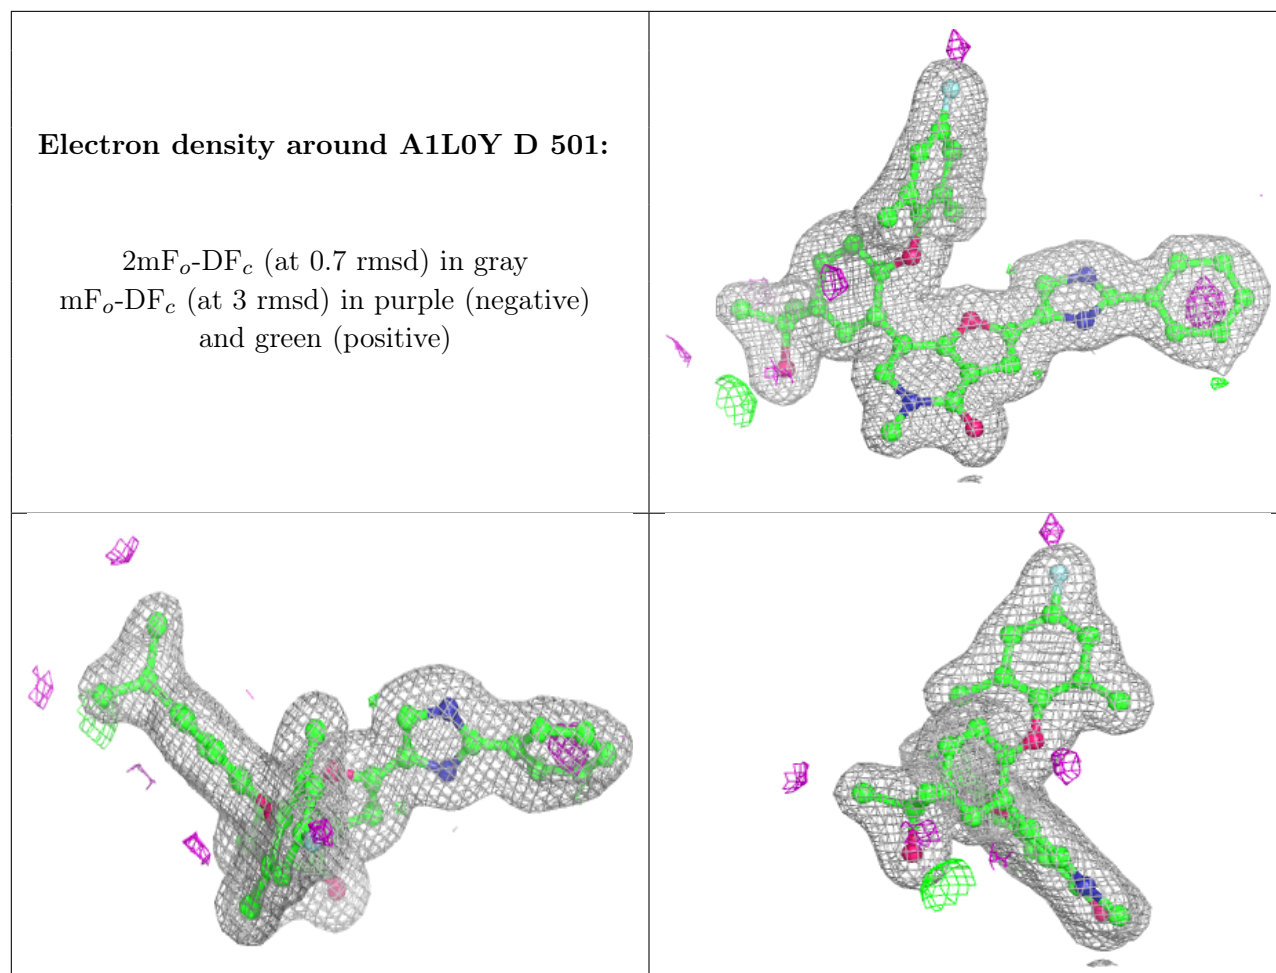 Electron density around A1L0Y D 501:
2mFo-DFc (at 0.7 rmsd) in gray
mFo-DFc (at 3 rmsd) in purple (negative)
and green (positive)